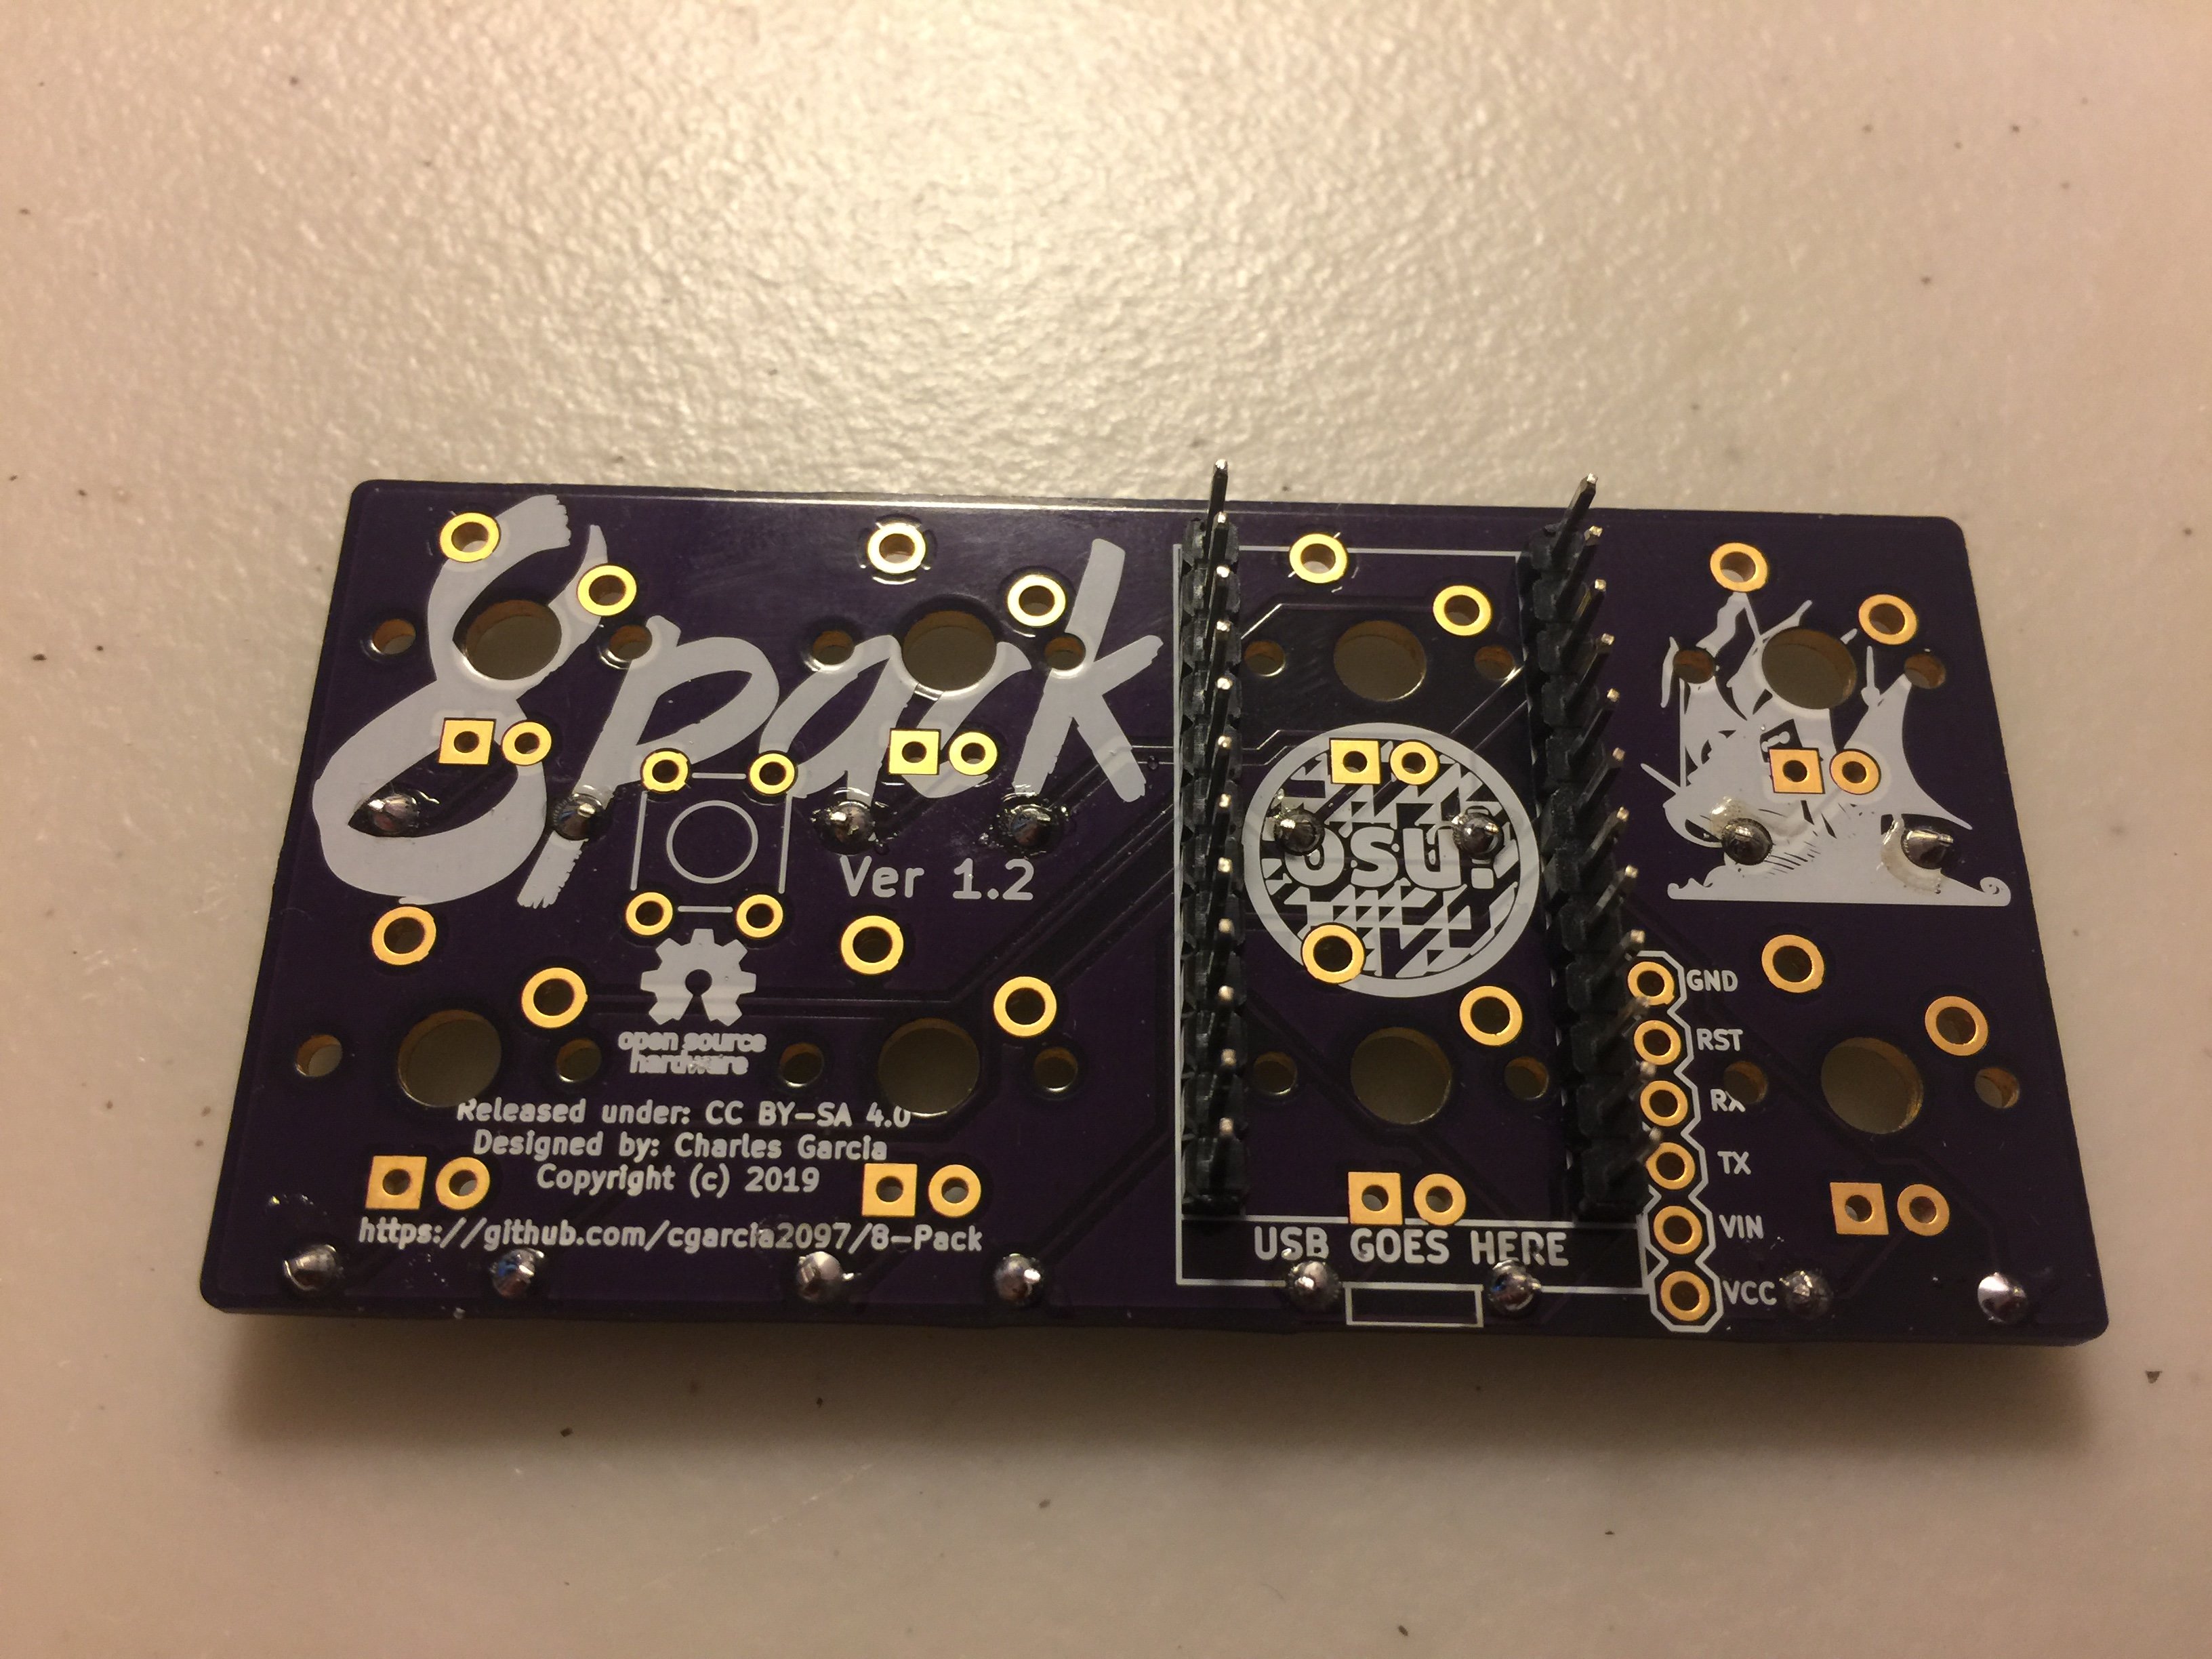 8pack
Ver 1.2
osu!
open source
hardware
Released under: CC BY-SA 4.0
Designed by: Charles Garcia
Copyright (c) 2019
https://github.com/cgarcia2097/8-Pack
USB GOES HERE
GND
RST
RX
TX
VIN
VCC